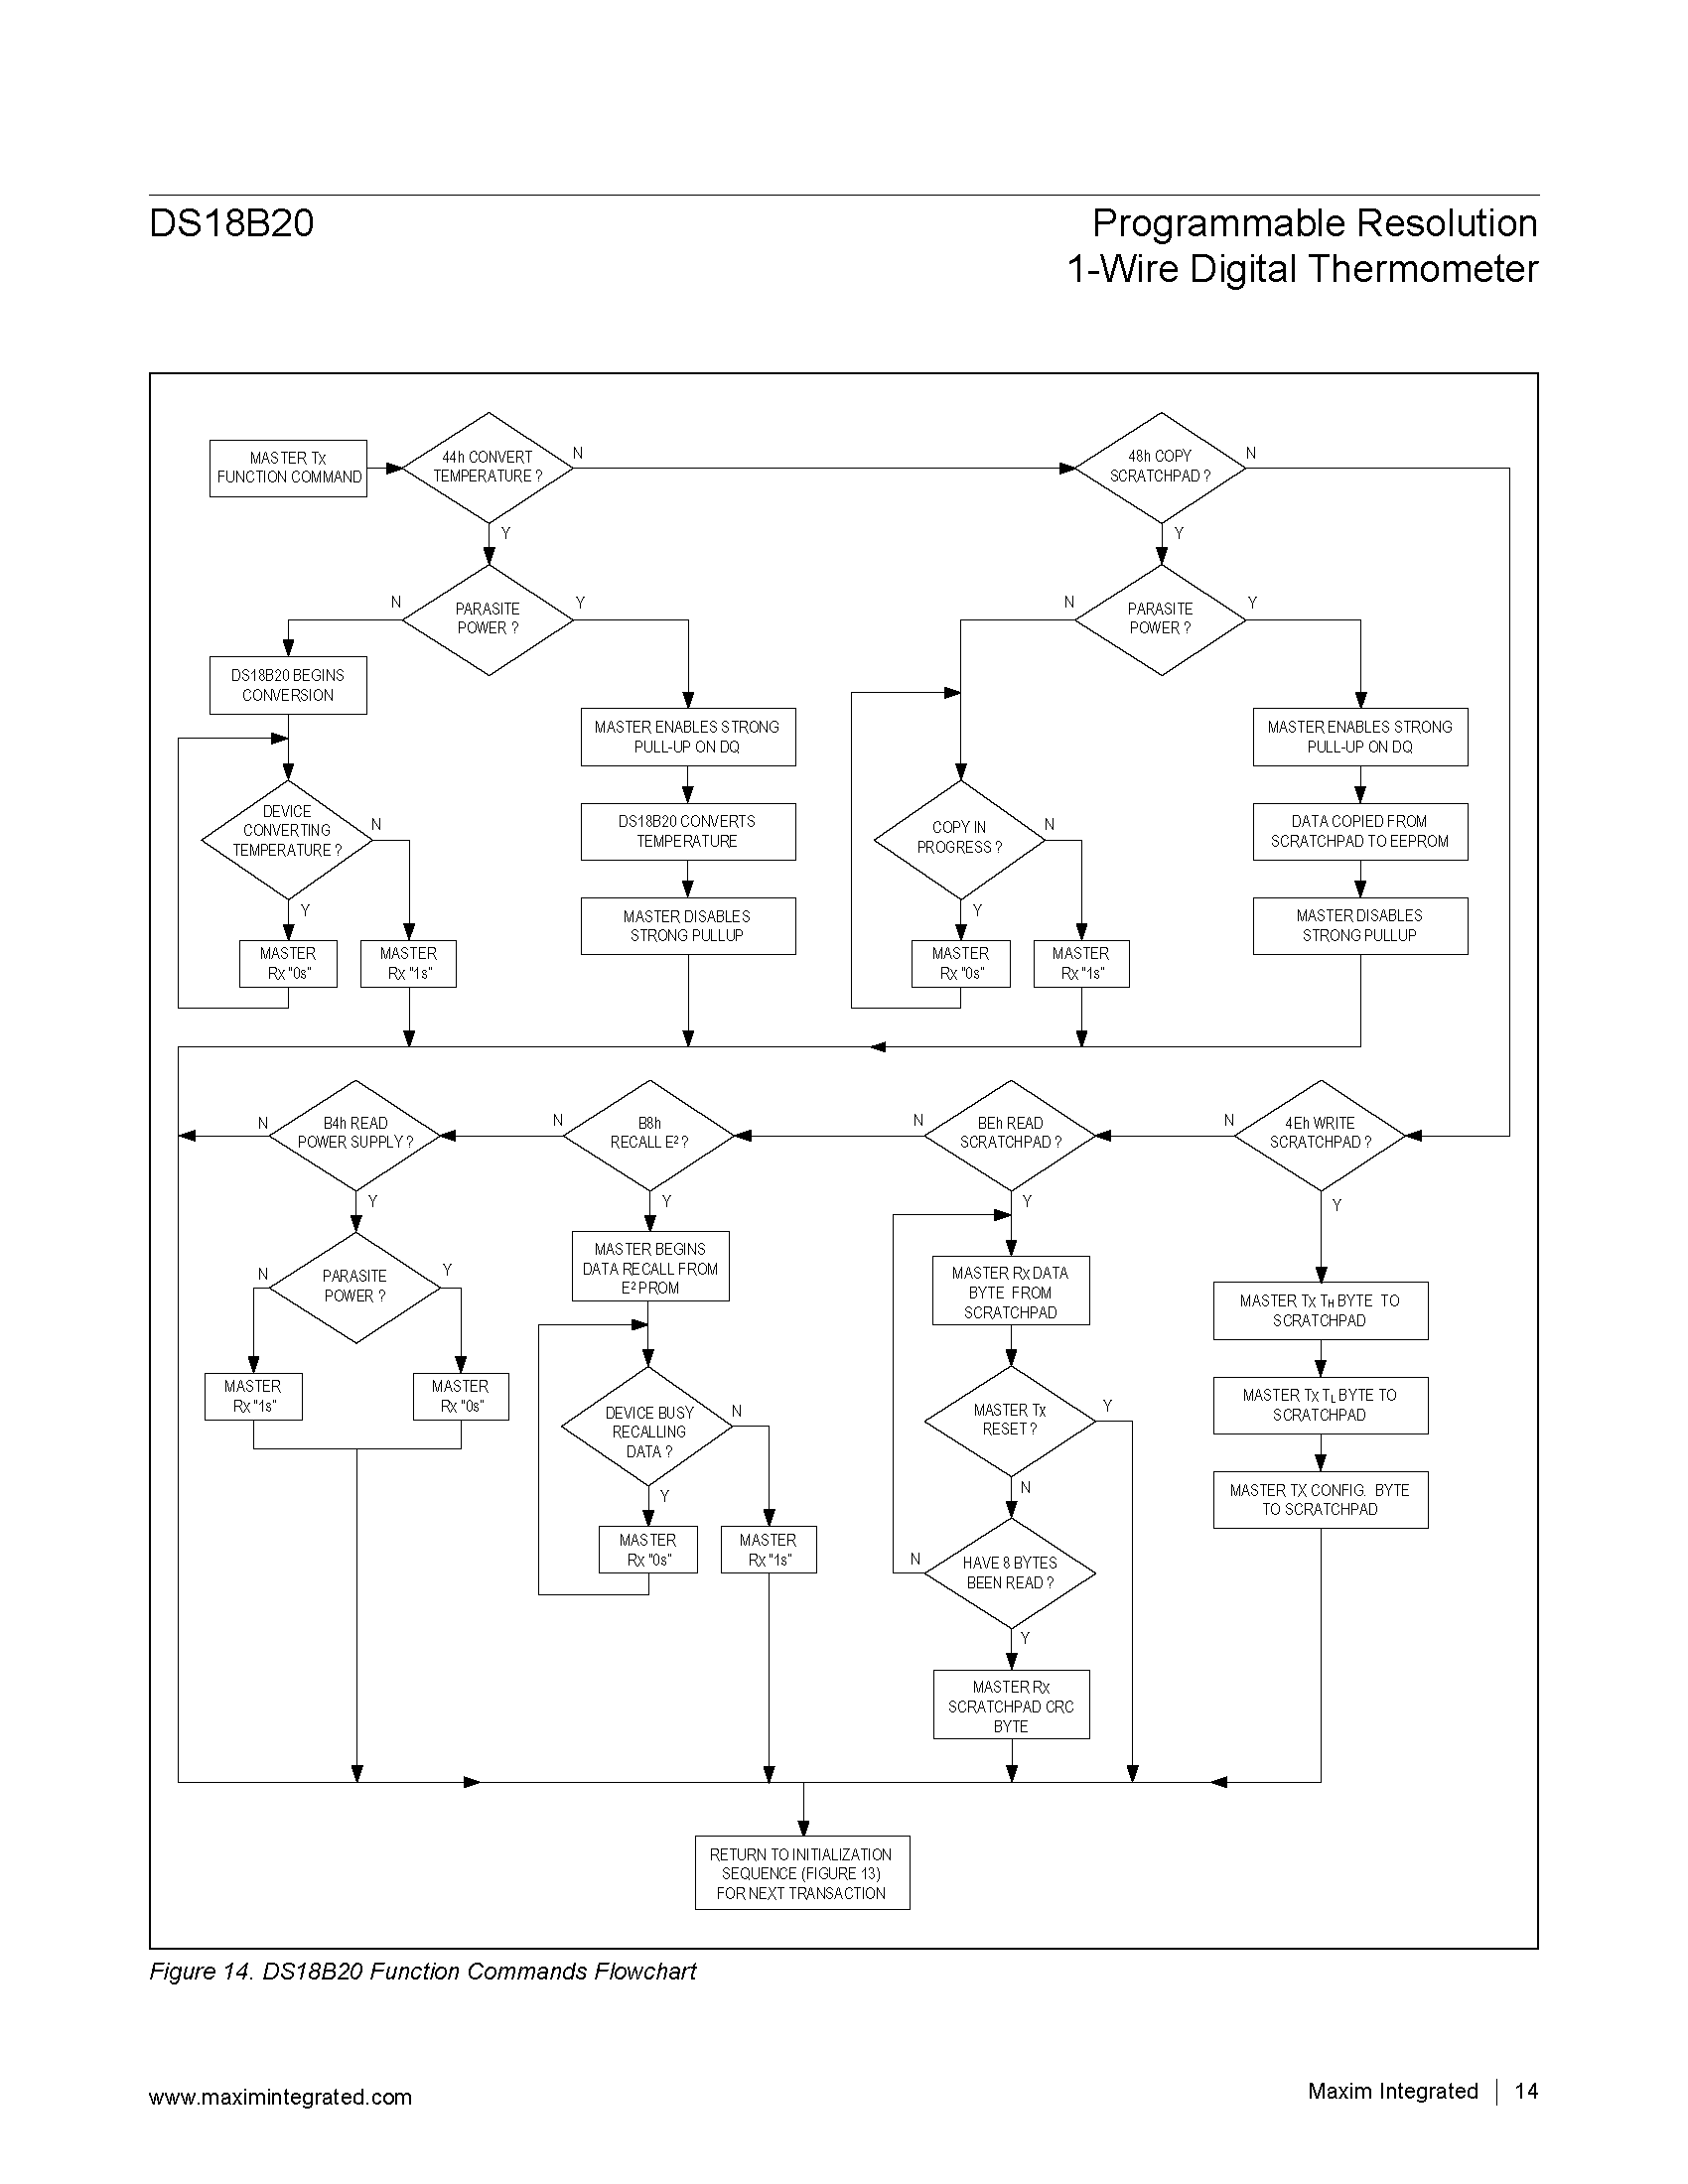 DS18B20
Programmable Resolution
1-Wire Digital Thermometer
MASTER Tx
FUNCTION COMMAND
44h CONVERT
TEMPERATURE ?
N
Y
48h COPY
SCRATCHPAD ?
N
Y
PARASITE
POWER ?
N
Y
PARASITE
POWER ?
N
Y
DS18B20 BEGINS
CONVERSION
MASTER ENABLES STRONG
PULL-UP ON DQ
MASTER ENABLES STRONG
PULL-UP ON DQ
DEVICE
CONVERTING
TEMPERATURE ?
N
Y
DS18B20 CONVERTS
TEMPERATURE
COPY IN
PROGRESS ?
N
Y
DATA COPIED FROM
SCRATCHPAD TO EEPROM
MASTER
Rx "0s"
MASTER
Rx "1s"
MASTER DISABLES
STRONG PULLUP
MASTER
Rx "0s"
MASTER
Rx "1s"
MASTER DISABLES
STRONG PULLUP
B4h READ
POWER SUPPLY ?
N
Y
B8h
RECALL E² ?
N
Y
BEh READ
SCRATCHPAD ?
N
Y
4Eh WRITE
SCRATCHPAD ?
N
Y
PARASITE
POWER ?
N
Y
MASTER
Rx "1s"
MASTER
Rx "0s"
MASTER BEGINS
DATA RECALL FROM
E² PROM
DEVICE BUSY
RECALLING
DATA ?
N
Y
MASTER
Rx "0s"
MASTER
Rx "1s"
MASTER Rx DATA
BYTE FROM
SCRATCHPAD
MASTER Tx
RESET ?
Y
N
HAVE 8 BYTES
BEEN READ ?
N
Y
MASTER Rx
SCRATCHPAD CRC
BYTE
MASTER Tx TH BYTE TO
SCRATCHPAD
MASTER Tx TL BYTE TO
SCRATCHPAD
MASTER TX CONFIG. BYTE
TO SCRATCHPAD
RETURN TO INITIALIZATION
SEQUENCE (FIGURE 13)
FOR NEXT TRANSACTION
Figure 14. DS18B20 Function Commands Flowchart
www.maximintegrated.com
Maxim Integrated | 14